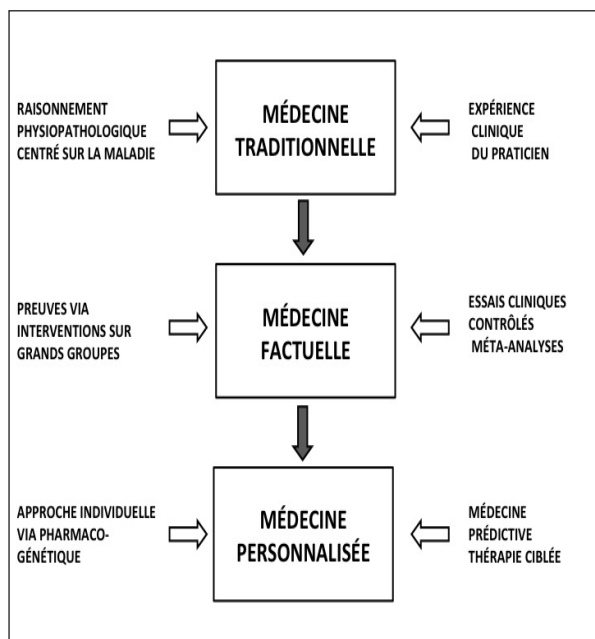 RAISONNEMENT
PHYSIOPATHOLOGIQUE
CENTRÉ SUR LA MALADIE
MÉDECINE
TRADITIONNELLE
EXPÉRIENCE
CLINIQUE
DU PRATICIEN
PREUVES VIA
INTERVENTIONS SUR
GRANDS GROUPES
MÉDECINE
FACTUELLE
ESSAIS CLINIQUES
CONTRÔLÉS
MÉTA-ANALYSES
APPROCHE INDIVIDUELLE
VIA PHARMACO-
GÉNÉTIQUE
MÉDECINE
PERSONNALISÉE
MÉDECINE
PRÉDICTIVE
THÉRAPIE CIBLÉE